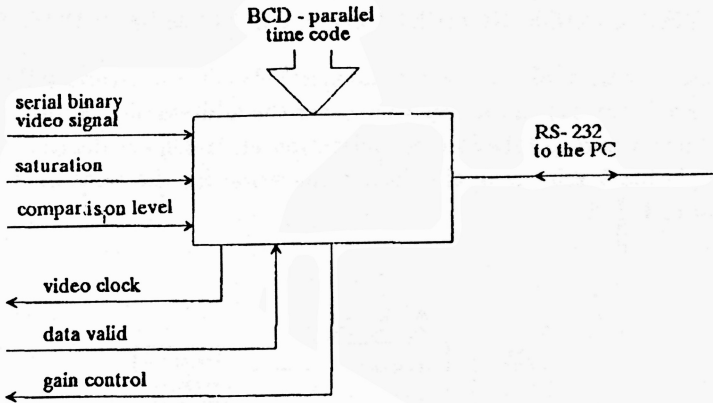 BCD - parallel
time code
serial binary
video signal
RS-232
to the PC
saturation
comparison level
video clock
data valid
gain control